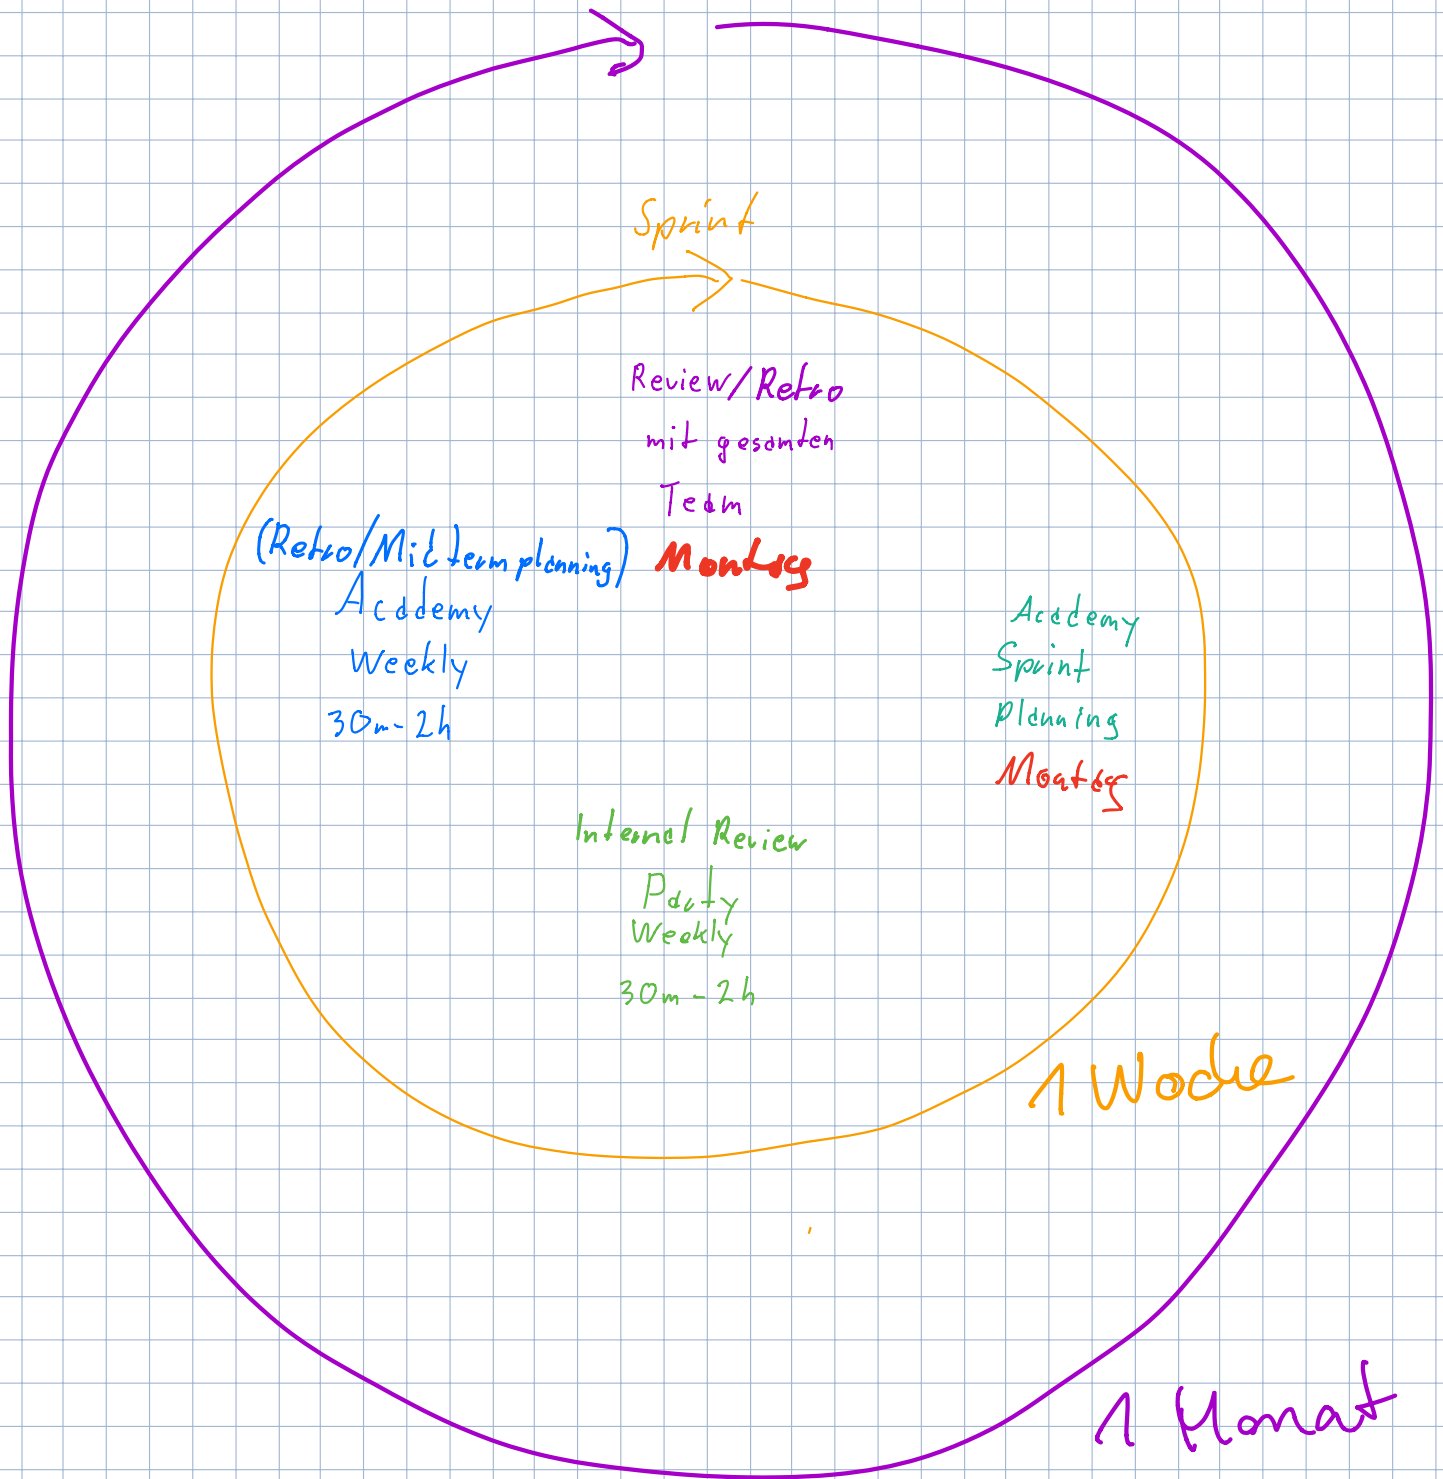 Sprint
Review/Retro
mit gesamten
Team
Montag
(Retro/Midterm planning)
Academy
Weekly
30m-2h
Academy
Sprint
Planning
Montag
Internal Review
Party
Weekly
30m-2h
1 Woche
1 Monat